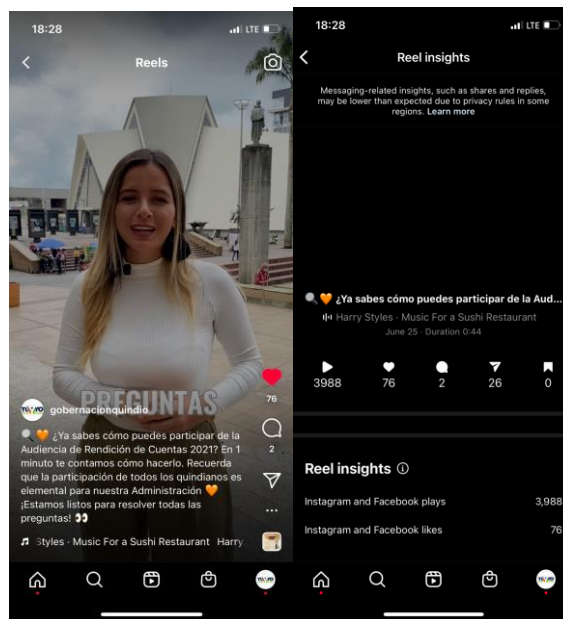 18:28
LTE
Reels
PREGUNTAS
gobernacionquindio
76
🔍🧡 ¿Ya sabes cómo puedes participar de la
Audiencia de Rendición de Cuentas 2021? En 1
minuto te contamos cómo hacerlo. Recuerda
que la participación de todos los quindianos es
elemental para nuestra Administración 🧡
¡Estamos listos para resolver todas las
preguntas! 👀
2
Styles · Music For a Sushi Restaurant Harry
18:28
LTE
Reel insights
Messaging-related insights, such as shares and replies,
may be lower than expected due to privacy rules in some
regions. Learn more
🔍🧡 ¿Ya sabes cómo puedes participar de la Aud...
Harry Styles · Music For a Sushi Restaurant
June 25 · Duration 0:44
3988 76 2 26 0
Reel insights
Instagram and Facebook plays 3,988
Instagram and Facebook likes 76